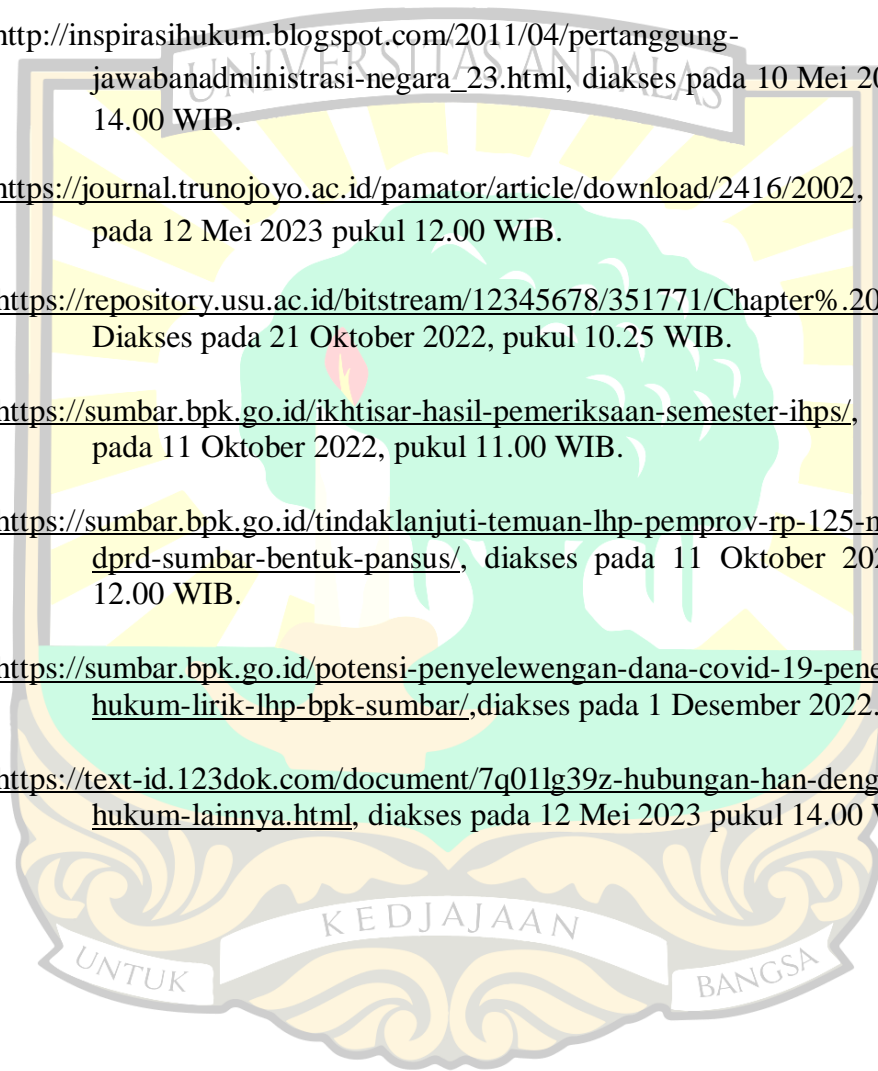 http://inspirasihukum.blogspot.com/2011/04/pertanggung-
UNIVERSITAS ANDALAS
jawabanadministrasi-negara_23.html, diakses pada 10 Mei
14.00 WIB.
https://journal.trunojoyo.ac.id/pamator/article/download/2416/2002,
pada 12 Mei 2023 pukul 12.00 WIB.
https://repository.usu.ac.id/bitstream/12345678/351771/Chapter%.20
Diakses pada 21 Oktober 2022, pukul 10.25 WIB.
https://sumbar.bpk.go.id/ikhtisar-hasil-pemeriksaan-semester-ihps/,
pada 11 Oktober 2022, pukul 11.00 WIB.
https://sumbar.bpk.go.id/tindaklanjuti-temuan-lhp-pemprov-rp-125-
dprd-sumbar-bentuk-pansus/, diakses pada 11 Oktober
12.00 WIB.
https://sumbar.bpk.go.id/potensi-penyelewengan-dana-covid-19-pene
hukum-lirik-lhp-bpk-sumbar/,diakses pada 1 Desember 2022.
https://text-id.123dok.com/document/7q01lg39z-hubungan-han-deng
hukum-lainnya.html, diakses pada 12 Mei 2023 pukul 14.00
UNTUK KEDJAJAAN BANGSA